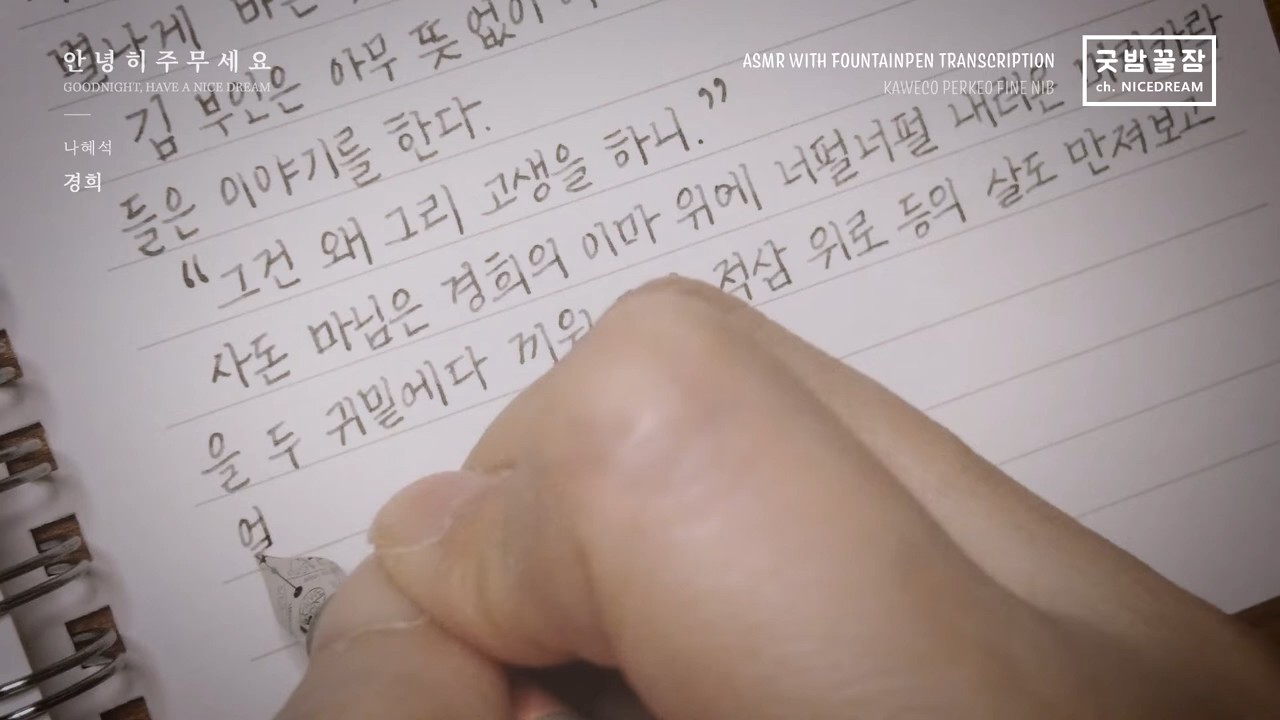 안녕히주무세요
GOODNIGHT, HAVE A NICE DREAM
나혜석
경희
ASMR WITH FOUNTAINPEN TRANSCRIPTION
KAWECO PERKEO FINE NIB
굿밤꿀잠
ch. NICEDREAM
김 부인은 아무 뜻 없이
들은 이야기를 한다.
“그건 왜 그리 고생을 하니.”
사돈 마님은 경희의 이마 위에 너펄너펄 내려온
을 두 귀밑에다 끼워 적삼 위로 등의 살도 만져보고